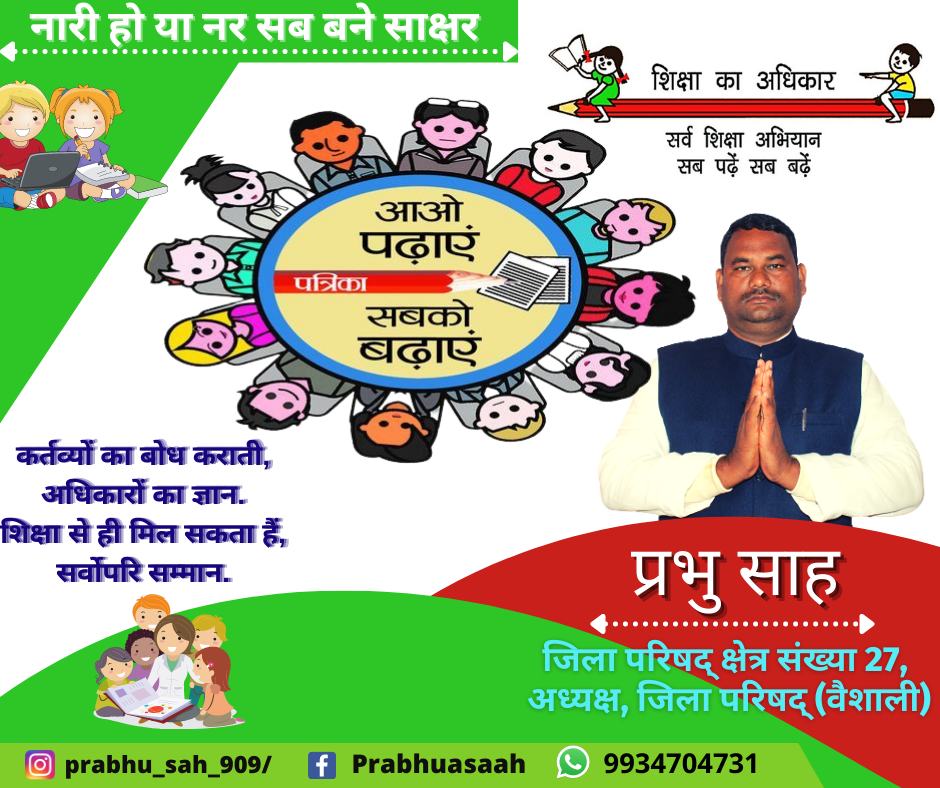 नारी हो या नर सब बने साक्षर
शिक्षा का अधिकार
सर्व शिक्षा अभियान
सब पढ़ें सब बढ़ें
आओ
पढ़ाएं
पत्रिका
सबको
बढ़ाएं
कर्तव्यों का बोध कराती,
अधिकारों का ज्ञान.
शिक्षा से ही मिल सकता हैं,
सर्वोपरि सम्मान.
प्रभु साह
जिला परिषद् क्षेत्र संख्या 27,
अध्यक्ष, जिला परिषद् (वैशाली)
prabhu_sah_909/ Prabhuasaah 9934704731